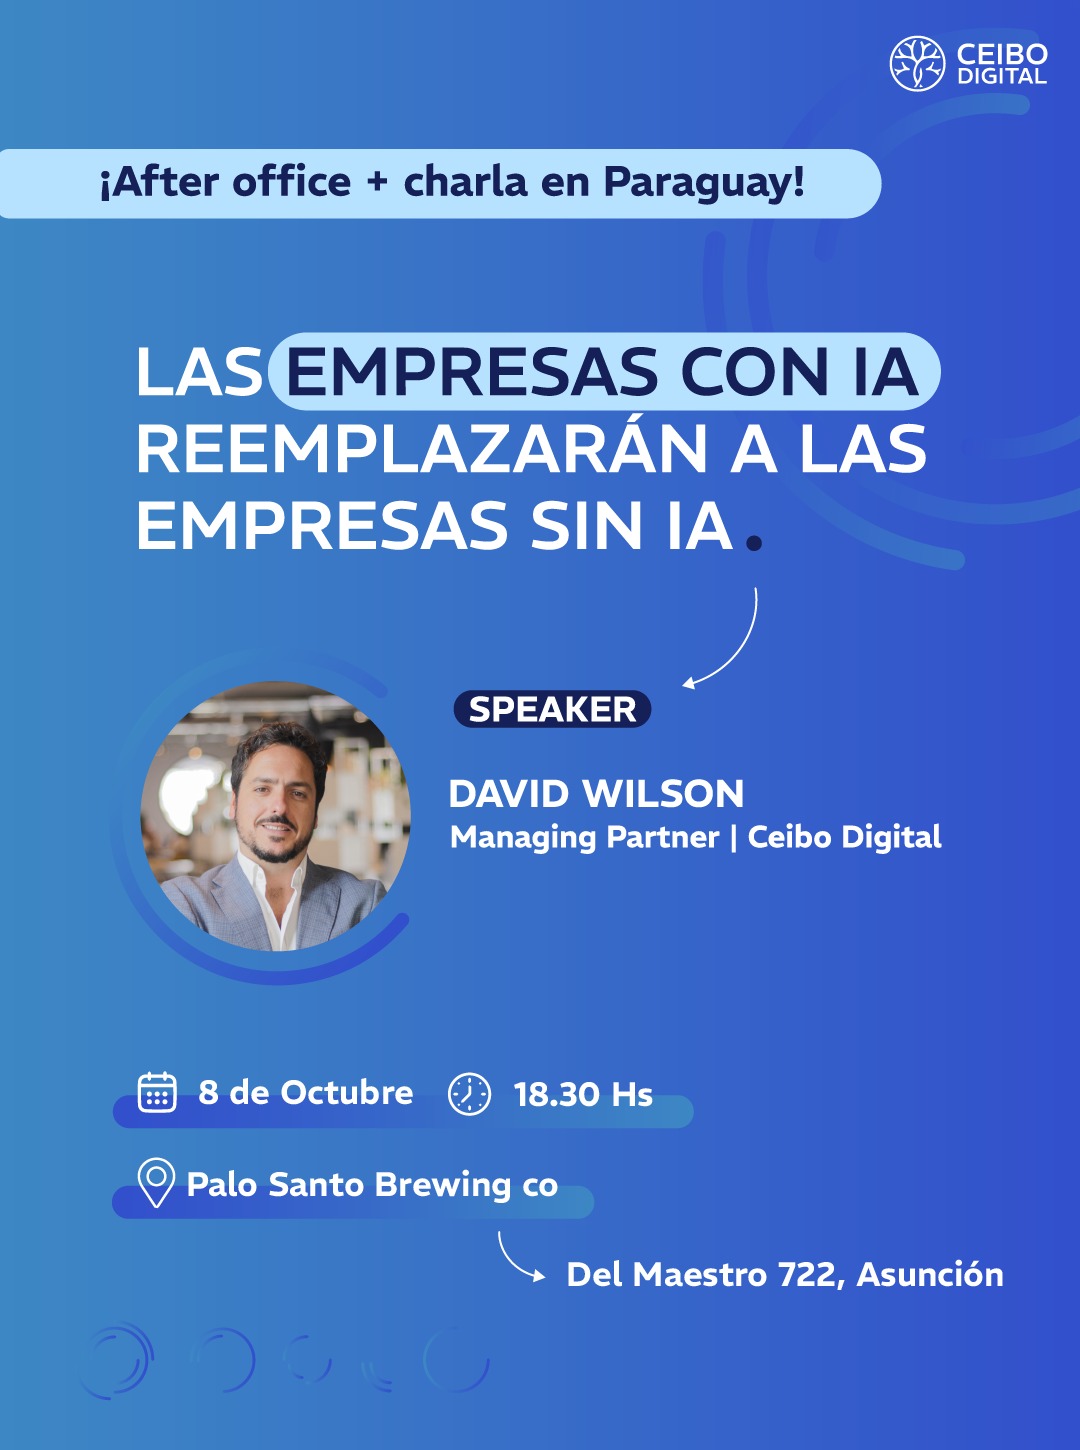 CEIBO
DIGITAL
¡After office + charla en Paraguay!
LAS EMPRESAS CON IA
REEMPLAZARÁN A LAS
EMPRESAS SIN IA.
SPEAKER
DAVID WILSON
Managing Partner | Ceibo Digital
8 de Octubre 18.30 Hs
Palo Santo Brewing co
Del Maestro 722, Asunción